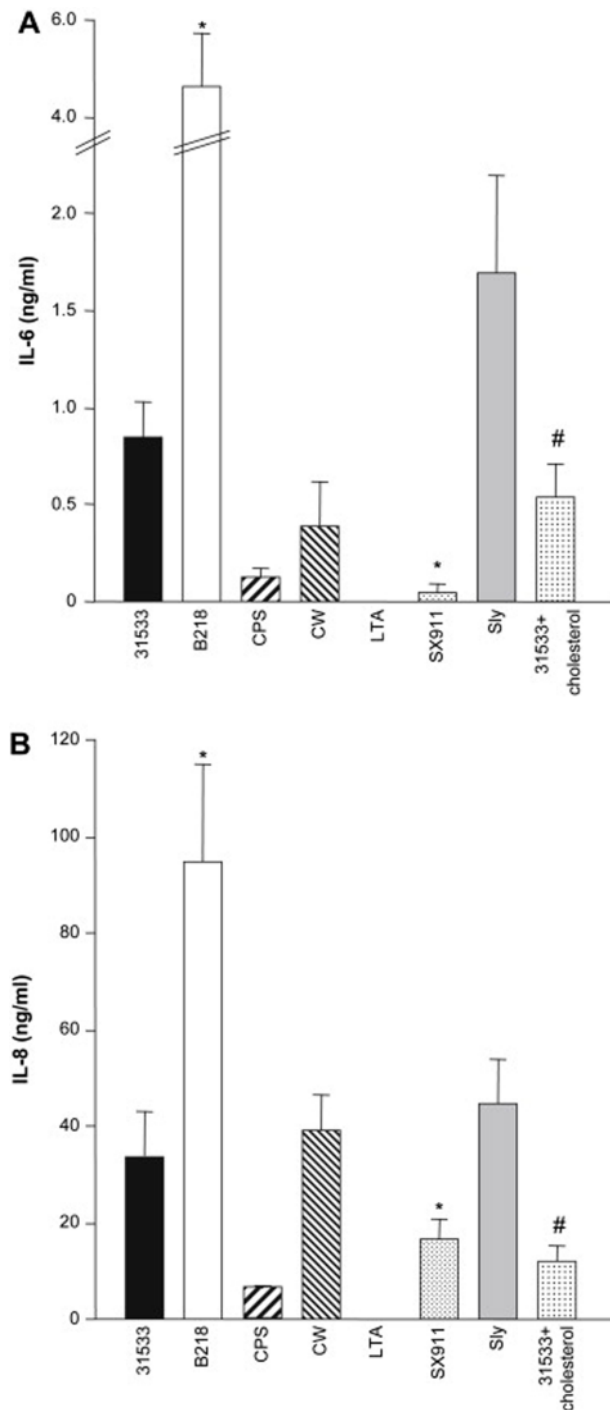 A
6.0
*
4.0
2.0
1.5
1.0
#
0.5
*
0
IL-6 (ng/ml)
31533
B218
CPS
CW
LTA
SX911
Sly
31533+
cholesterol
B
120
*
100
80
60
40
*
20
#
0
IL-8 (ng/ml)
31533
B218
CPS
CW
LTA
SX911
Sly
31533+
cholesterol